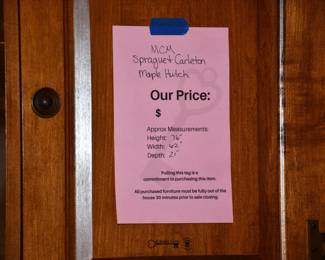 MCM
Sprague & Carleton
Maple Hutch
Our Price:
$
Approx Measurements
Height: 76"
Width: 62"
Depth: 21"
Pulling this tag is a
commitment to purchasing this item.
All purchased furniture must be fully out of the
house 30 minutes prior to sale closing.